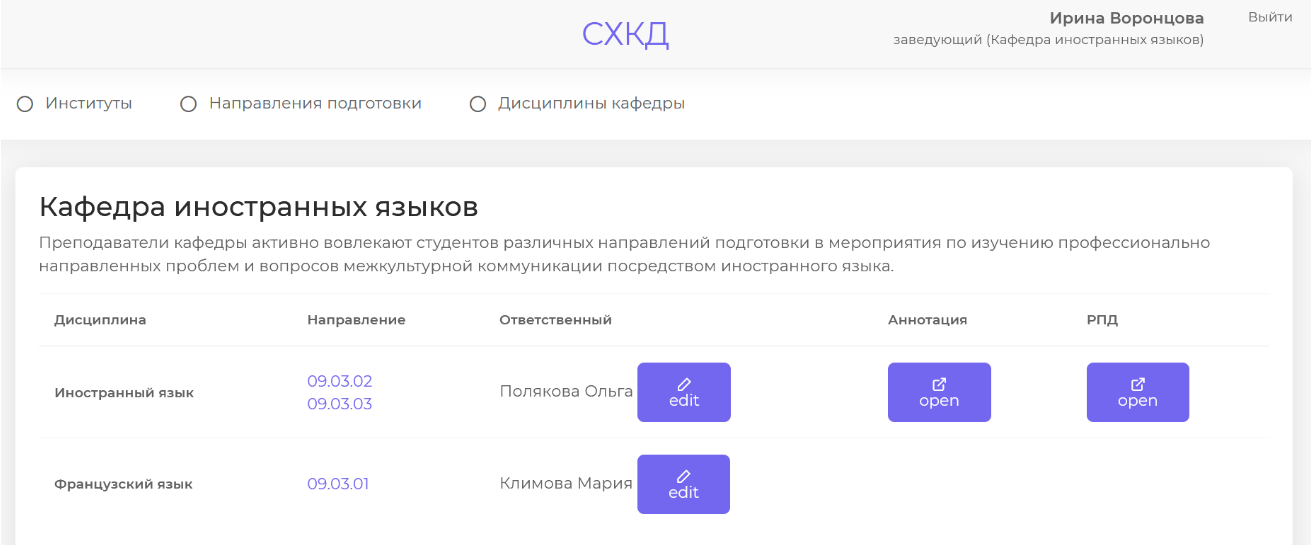 СХКД
Ирина Воронцова
Выйти
заведующий (Кафедра иностранных языков)
Институты
Направления подготовки
Дисциплины кафедры
Кафедра иностранных языков
Преподаватели кафедры активно вовлекают студентов различных направлений подготовки в мероприятия по изучению профессионально
направленных проблем и вопросов межкультурной коммуникации посредством иностранного языка.
Дисциплина Направление Ответственный Аннотация РПД
Иностранный язык
09.03.02
09.03.03
Полякова Ольга
edit
open
open
Французский язык
09.03.01
Климова Мария
edit